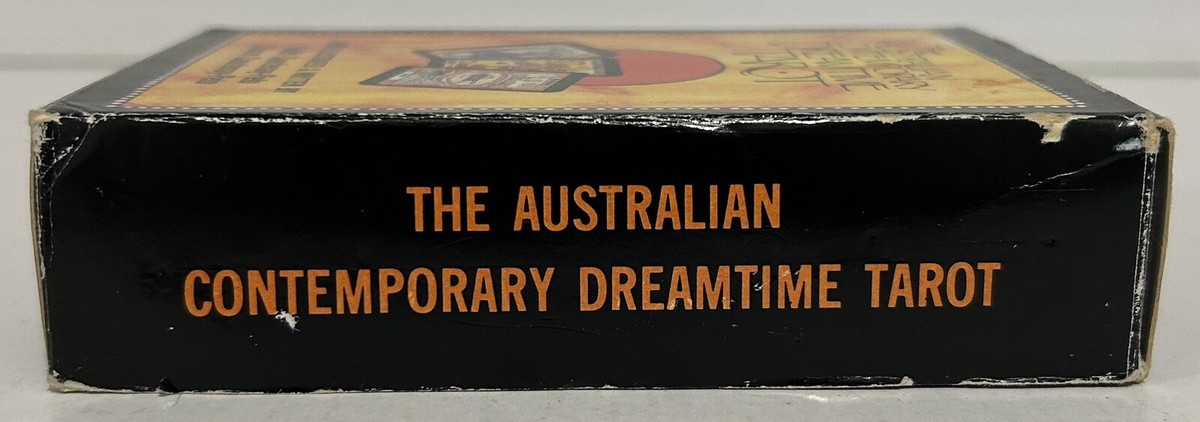 THE AUSTRALIAN
CONTEMPORARY DREAMTIME TAROT